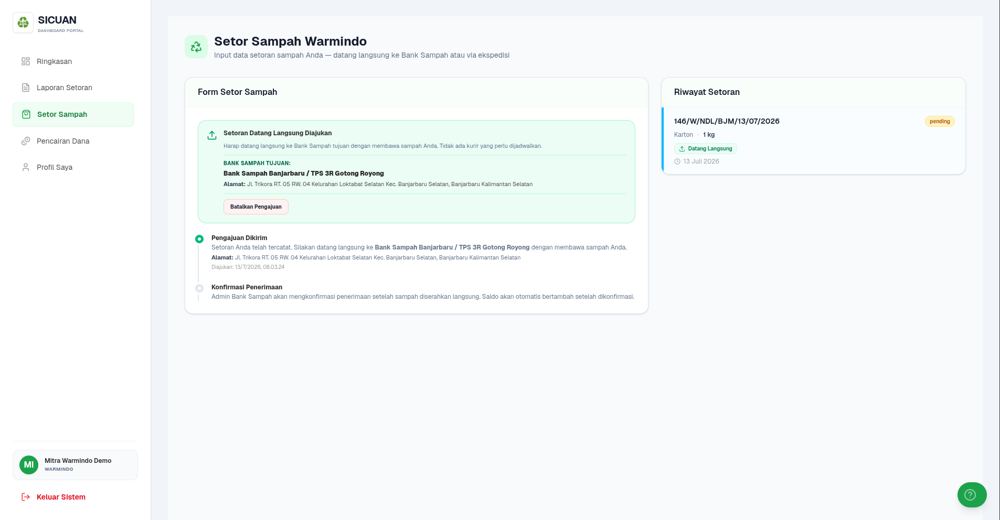 SICUAN
DASHBOARD PORTAL
Ringkasan
Laporan Setoran
Setor Sampah
Pencairan Dana
Profil Saya
Mitra Warmindo Demo
MI
WARMINDO
Keluar Sistem
Setor Sampah Warmindo
Input data setoran sampah Anda — datang langsung ke Bank Sampah atau via ekspedisi
Form Setor Sampah
Setoran Datang Langsung Diajukan
Harap datang langsung ke Bank Sampah tujuan dengan membawa sampah Anda. Tidak ada kurir yang perlu dijadwalkan.
BANK SAMPAH TUJUAN:
Bank Sampah Banjarbaru / TPS 3R Gotong Royong
Alamat: Jl. Trikora RT. 05 RW. 04 Kelurahan Loktabat Selatan Kec. Banjarbaru Selatan, Banjarbaru Kalimantan Selatan
Batalkan Pengajuan
Pengajuan Dikirim
Setoran Anda telah tercatat. Silakan datang langsung ke Bank Sampah Banjarbaru / TPS 3R Gotong Royong dengan membawa sampah Anda.
Alamat: Jl. Trikora RT. 05 RW. 04 Kelurahan Loktabat Selatan Kec. Banjarbaru Selatan, Banjarbaru Kalimantan Selatan
Diajukan: 13/7/2026, 08.03.24
Konfirmasi Penerimaan
Admin Bank Sampah akan mengkonfirmasi penerimaan setelah sampah diserahkan langsung. Saldo akan otomatis bertambah setelah dikonfirmasi.
Riwayat Setoran
146/W/NDL/BJM/13/07/2026
pending
Karton · 1 kg
Datang Langsung
13 Juli 2026